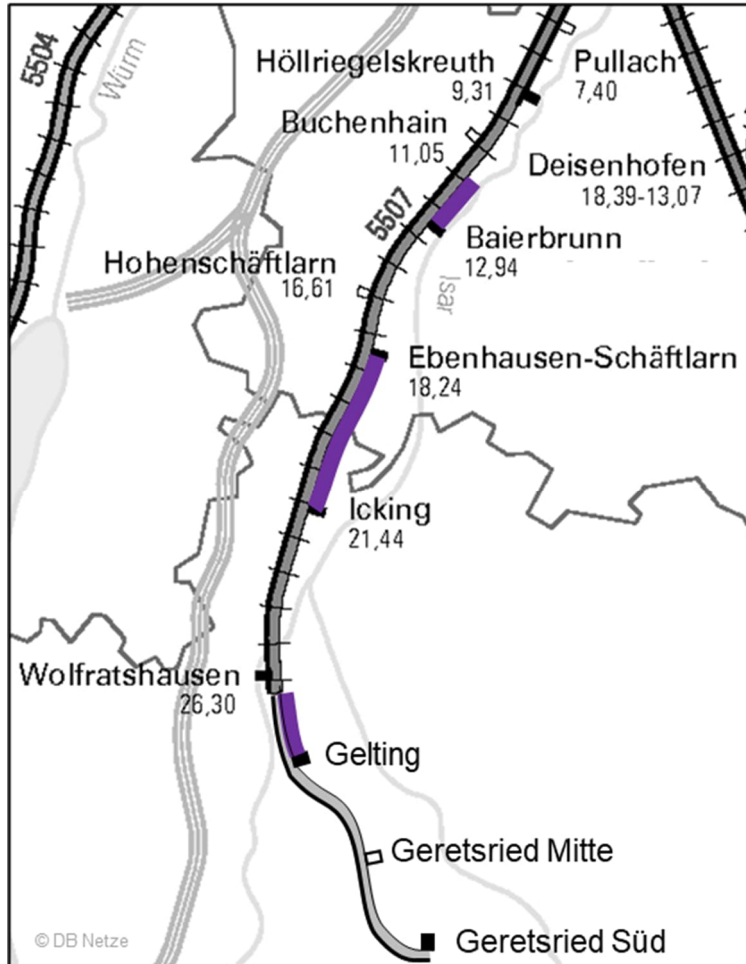 5504
Würm
Höllriegelskreuth
9,31
Pullach
7,40
Buchenhain
11,05
Deisenhofen
18,39-13,07
5507
Baierbrunn
12,94
Hohenschäftlarn
16,61
Isar
Ebenhausen-Schäftlarn
18,24
Icking
21,44
Wolfratshausen
26,30
Gelting
Geretsried Mitte
© DB Netze
Geretsried Süd